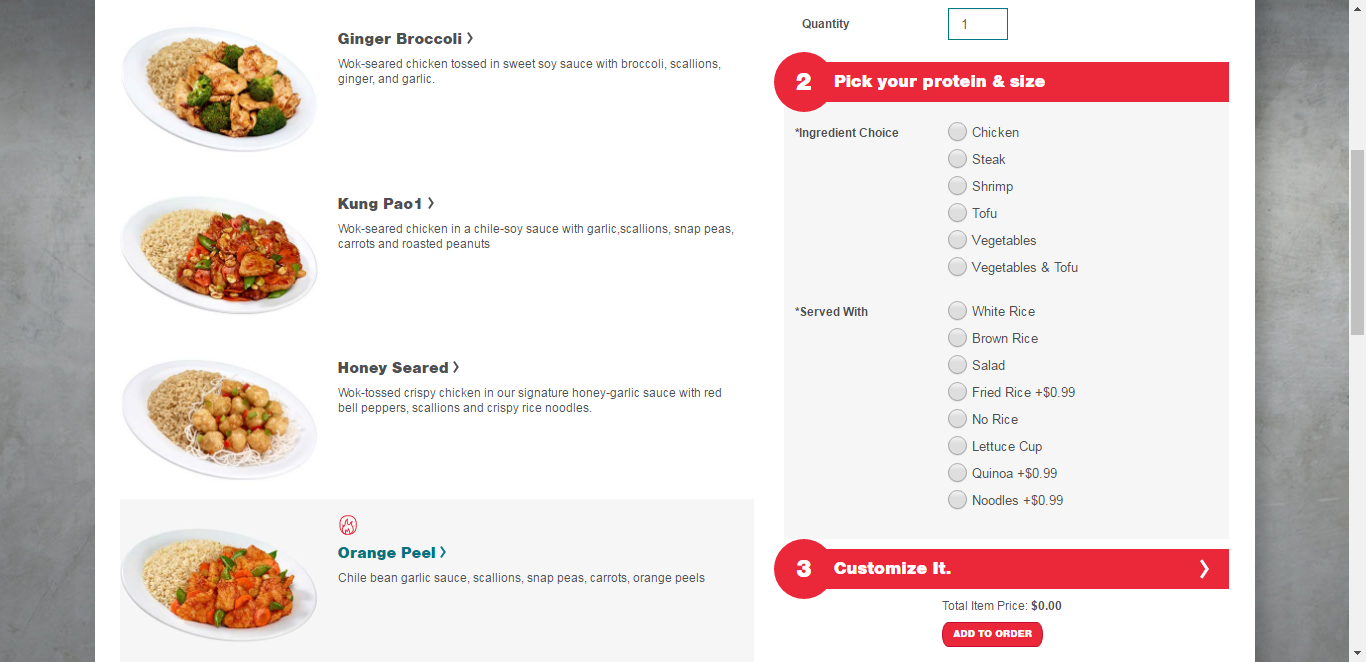 Ginger Broccoli
Wok-seared chicken tossed in sweet soy sauce with broccoli, scallions,
ginger, and garlic.
Kung Pao1
Wok-seared chicken in a chile-soy sauce with garlic,scallions, snap peas,
carrots and roasted peanuts
Honey Seared
Wok-tossed crispy chicken in our signature honey-garlic sauce with red
bell peppers, scallions and crispy rice noodles.
Orange Peel
Chile bean garlic sauce, scallions, snap peas, carrots, orange peels
Quantity 1
2 Pick your protein & size
*Ingredient Choice
Chicken
Steak
Shrimp
Tofu
Vegetables
Vegetables & Tofu
*Served With
White Rice
Brown Rice
Salad
Fried Rice +$0.99
No Rice
Lettuce Cup
Quinoa +$0.99
Noodles +$0.99
3 Customize It.
Total Item Price: $0.00
ADD TO ORDER